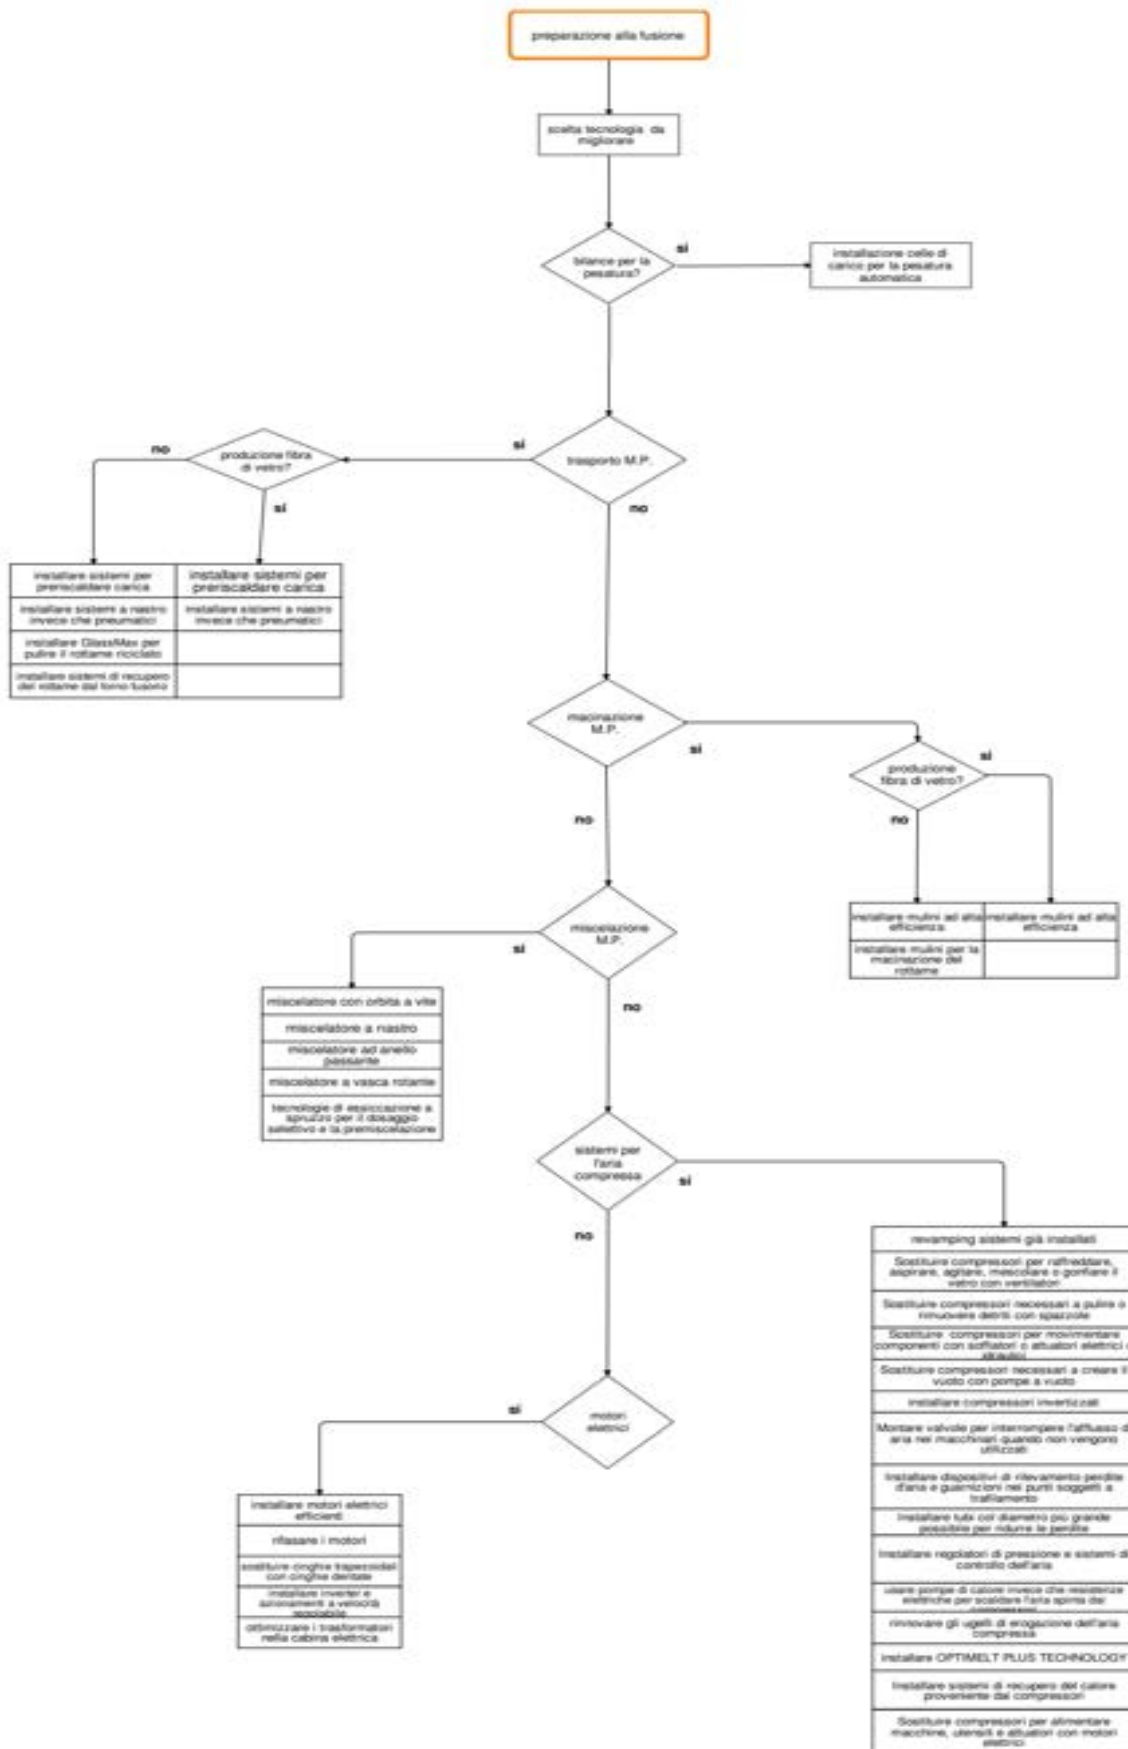 preparazione alla fusione
scelta tecnologia da
migliorare
bilance per la
pesatura?
si
installazione celle di
carico per la pesatura
automatica
trasporto M.P.
si
no
produzione fibra
di vetro?
no
si
installare sistemi per
preriscaldare carica
installare sistemi per
preriscaldare carica
installare sistemi a nastro
invece che pneumatici
installare sistemi a nastro
invece che pneumatici
installare GlassMax per
pulire il rottame riciclato
installare sistemi di recupero
del rottame dal forno fusorio
macinazione
M.P.
si
no
produzione
fibra di vetro?
si
no
installare mulini ad alta
efficienza
installare mulini ad alta
efficienza
installare mulini per la
macinazione del
rottame
miscelazione
M.P.
si
no
miscelatore con orbita a vite
miscelatore a nastro
miscelatore ad anello
passante
miscelatore a vasca rotante
tecnologie di essiccazione a
spruzzo per il dosaggio
selettivo e la premiscelazione
sistemi per
l'aria
compressa
si
no
revamping sistemi già installati
Sostituire compressori per raffreddare,
aspirare, agitare, mescolare o gonfiare il
vetro con ventilatori
Sostituire compressori necessari a pulire o
rimuovere detriti con spazzole
Sostituire compressori per movimentare
componenti con soffiatori o attuatori elettrici o
idraulici
Sostituire compressori necessari a creare il
vuoto con pompe a vuoto
installare compressori invertizzati
Montare valvole per interrompere l'afflusso di
aria nei macchinari quando non vengono
utilizzati
Installare dispositivi di rilevamento perdite
d'aria e guarnizioni nei punti soggetti a
trafilamento
Installare tubi col diametro più grande
possibile per ridurre le perdite
Installare regolatori di pressione e sistemi di
controllo dell'aria
usare pompe di calore invece che resistenze
elettriche per scaldare l'aria spinta dai
compressori
rinnovare gli ugelli di erogazione dell'aria
compressa
installare OPTIMELT PLUS TECHNOLOGY
Installare sistemi di recupero del calore
proveniente dai compressori
Sostituire compressori per alimentare
macchine, utensili e attuatori con motori
elettrici
motori
elettrici
si
installare motori elettrici
efficienti
rifasare i motori
sostituire cinghie trapezoidali
con cinghie dentate
installare inverter e
azionamenti a velocità
regolabile
ottimizzare i trasformatori
nella cabina elettrica